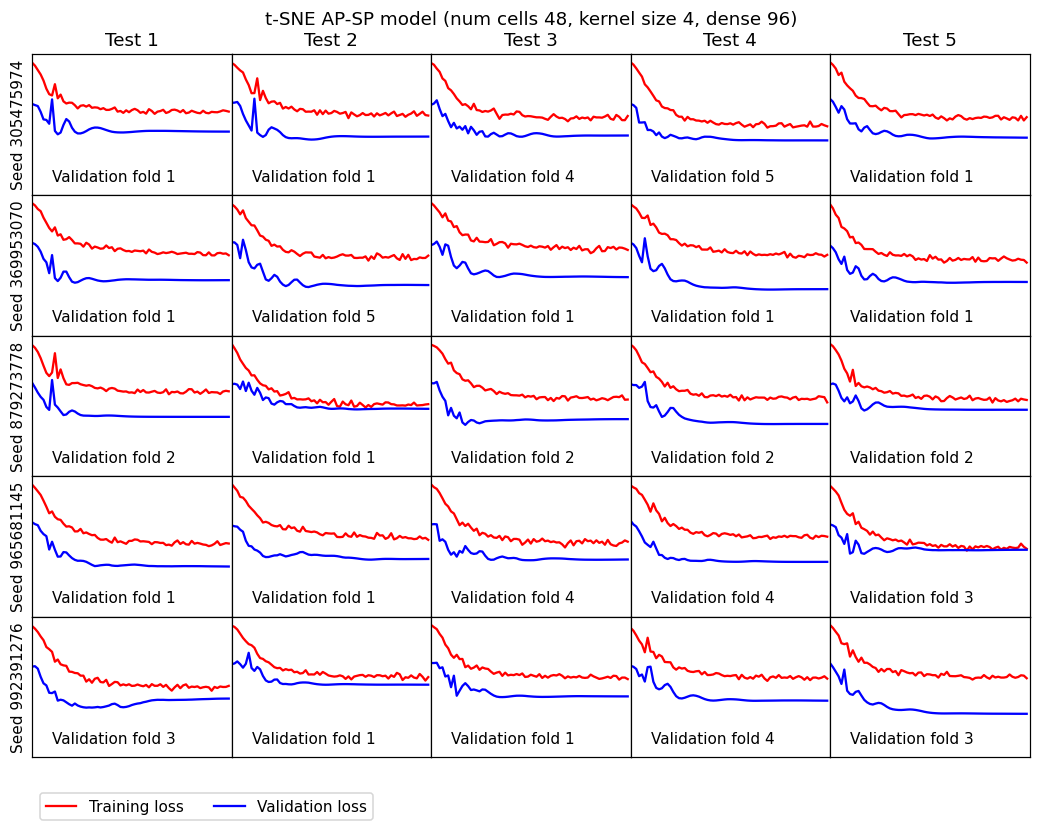 t-SNE AP-SP model (num cells 48, kernel size 4, dense 96)
Test 1 Test 2 Test 3 Test 4 Test 5
Seed 305475974
Validation fold 1 Validation fold 1 Validation fold 4 Validation fold 5 Validation fold 1
Seed 369953070
Validation fold 1 Validation fold 5 Validation fold 1 Validation fold 1 Validation fold 1
Seed 8792773778
Validation fold 2 Validation fold 1 Validation fold 2 Validation fold 2 Validation fold 2
Seed 9656681145
Validation fold 1 Validation fold 1 Validation fold 4 Validation fold 4 Validation fold 3
Seed 992391276
Validation fold 3 Validation fold 1 Validation fold 1 Validation fold 4 Validation fold 3
Training loss Validation loss